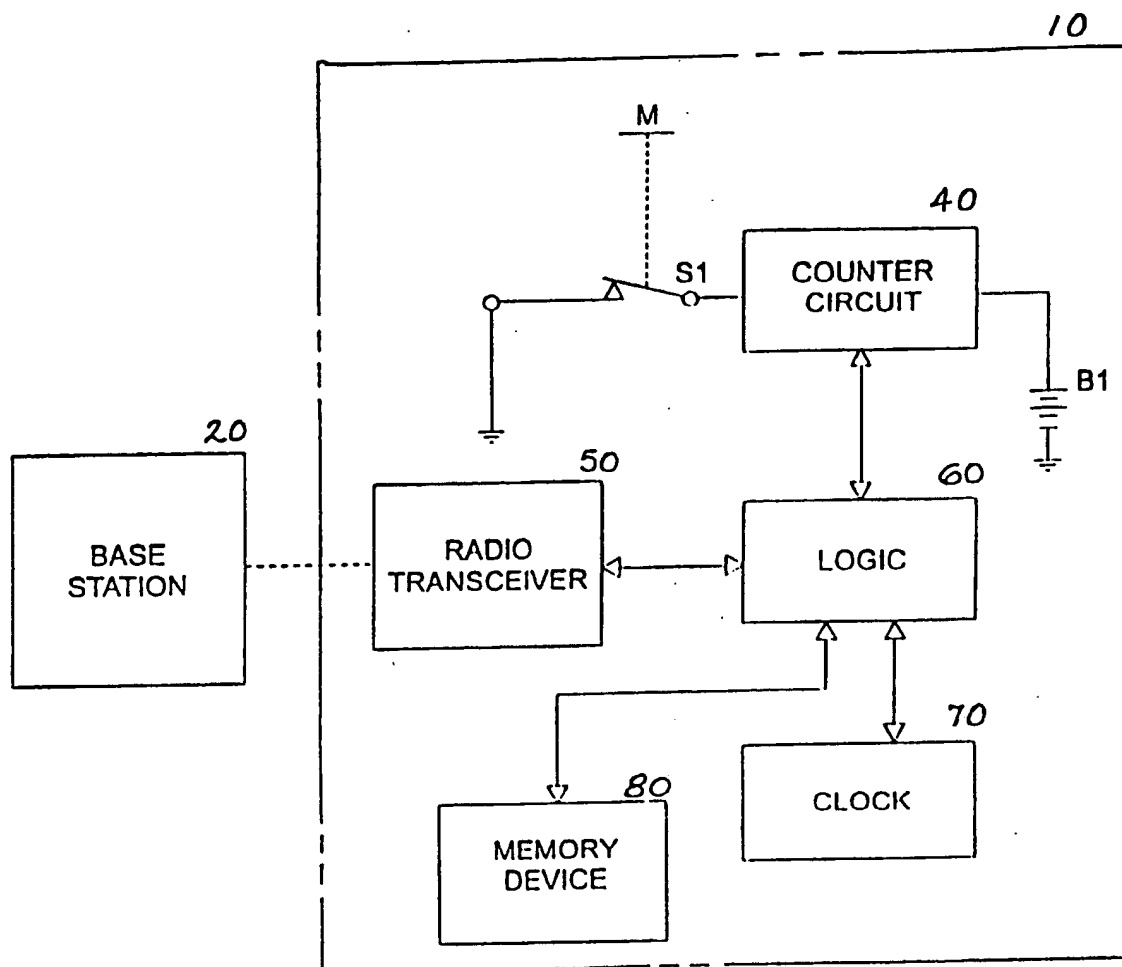 10
M
40
S1
COUNTER
CIRCUIT
B1
20
50
60
BASE
STATION
RADIO
TRANSCEIVER
LOGIC
70
80
CLOCK
MEMORY
DEVICE